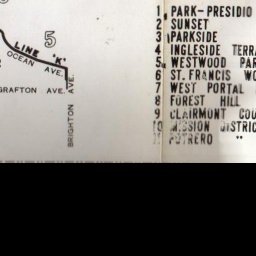 5
LINE "K"
OCEAN AVE.
GRAFTON AVE.
BRIGHTON AVE.
1 PARK-PRESIDIO
2 SUNSET
3 PARKSIDE
4 INGLESIDE TERRA
5 WESTWOOD PAR
6 ST. FRANCIS WO
7 WEST PORTAL
8 FOREST HILL
9 CLAIRMONT COU
10 MISSION DISTRIC
11 POTRERO "